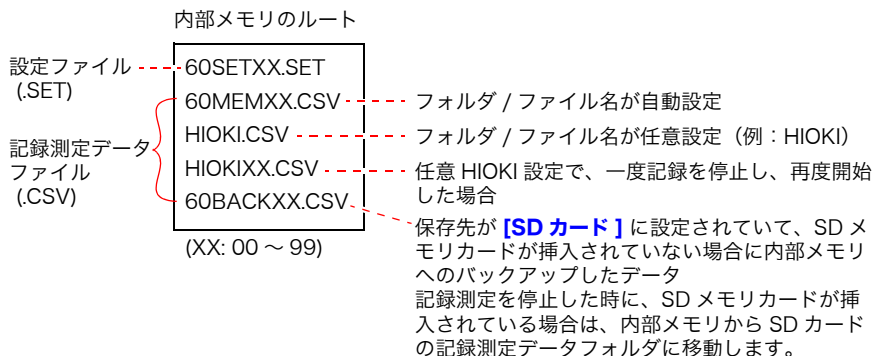 内部メモリのルート
設定ファイル
(.SET)
60SETXX.SET
60MEMXX.CSV
フォルダ / ファイル名が自動設定
HIOKI.CSV
フォルダ / ファイル名が任意設定（例：HIOKI）
記録測定データ
ファイル
(.CSV)
HIOKIXX.CSV
任意 HIOKI 設定で、一度記録を停止し、再度開始
した場合
60BACKXX.CSV
保存先が [SD カード ] に設定されていて、SD メ
モリカードが挿入されていない場合に内部メモリ
へのバックアップしたデータ
記録測定を停止した時に、SD メモリカードが挿
入されている場合は、内部メモリから SD カード
の記録測定データフォルダに移動します。
(XX: 00 ～ 99)